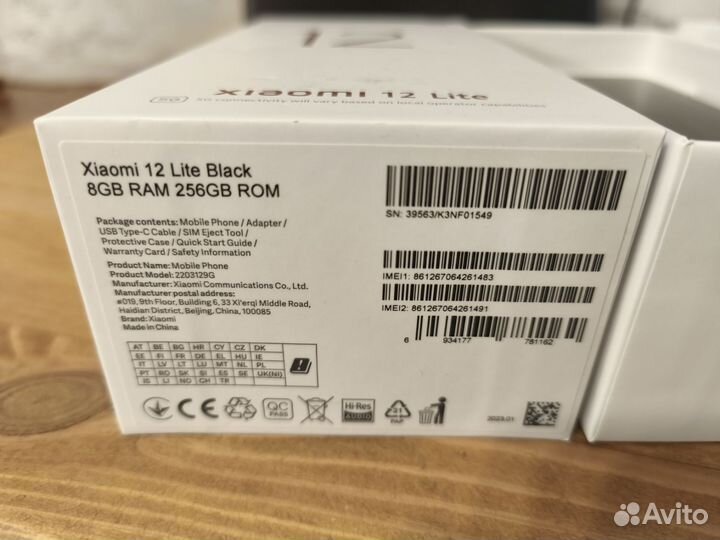 12
xiaomi 12 Lite
5G
5G connectivity will vary based on local operator capabilities
Xiaomi 12 Lite Black
8GB RAM 256GB ROM
Package contents: Mobile Phone / Adapter /
USB Type-C Cable / SIM Eject Tool /
Protective Case / Quick Start Guide /
Warranty Card / Safety Information
Product Name: Mobile Phone
Product Model: 2203129G
Manufacturer: Xiaomi Communications Co., Ltd.
Manufacturer postal address:
#019, 9th Floor, Building 6, 33 Xi'erqi Middle Road,
Haidian District, Beijing, China, 100085
Brand: Xiaomi
Made in China
AT BE BG HR CY CZ DK
EE FI FR DE EL HU IE
IT LV LT LU MT NL PL
PT RO SK SI ES SE UK(NI)
IS LI NO CH TR
SN: 39563/K3NF01549
IMEI1: 861267064261483
IMEI2: 861267064261491
6 934177 781162
CE
QC
PASS
Hi-Res
AUDIO
21
PAP
2023.01
Avito